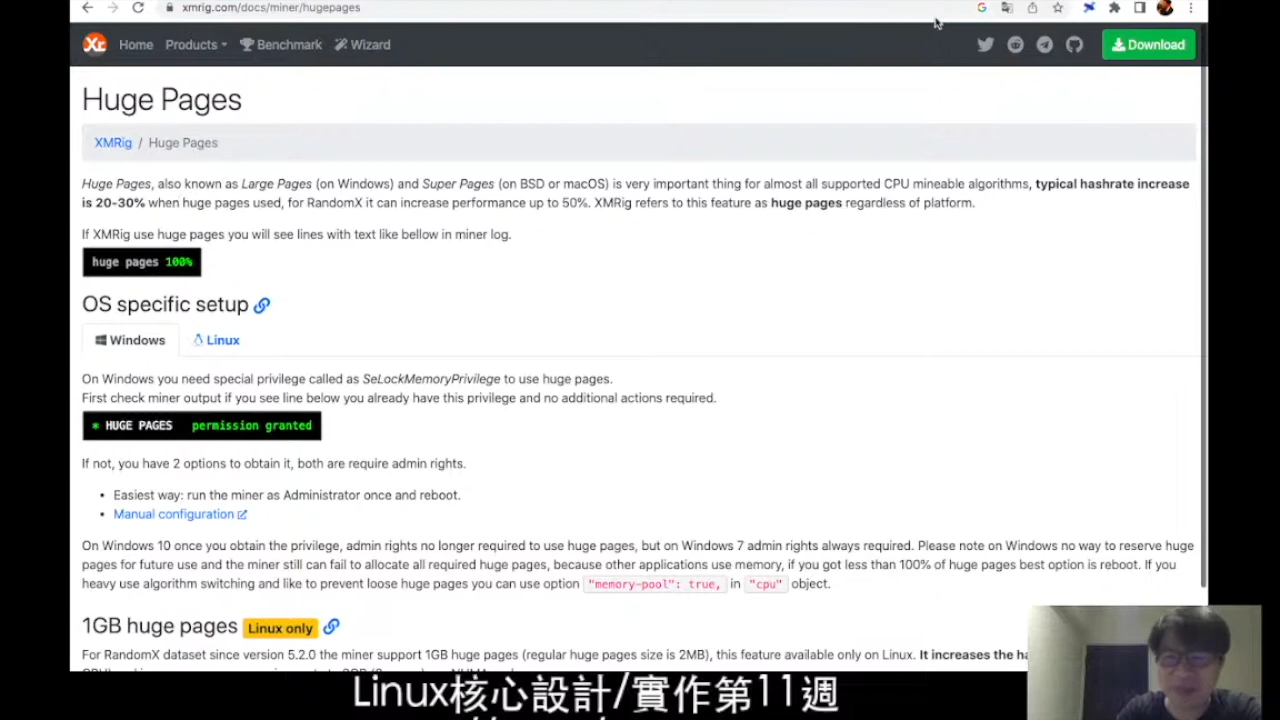 xmrig.com/docs/miner/hugepages
Xr Home Products Benchmark Wizard Download
Huge Pages
XMRig / Huge Pages
Huge Pages, also known as Large Pages (on Windows) and Super Pages (on BSD or macOS) is very important thing for almost all supported CPU mineable algorithms, typical hashrate increase
is 20-30% when huge pages used, for RandomX it can increase performance up to 50%. XMRig refers to this feature as huge pages regardless of platform.
If XMRig use huge pages you will see lines with text like bellow in miner log.
huge pages 100%
OS specific setup
Windows Linux
On Windows you need special privilege called as SeLockMemoryPrivilege to use huge pages.
First check miner output if you see line below you already have this privilege and no additional actions required.
* HUGE PAGES permission granted
If not, you have 2 options to obtain it, both are require admin rights.
• Easiest way: run the miner as Administrator once and reboot.
• Manual configuration
On Windows 10 once you obtain the privilege, admin rights no longer required to use huge pages, but on Windows 7 admin rights always required. Please note on Windows no way to reserve huge
pages for future use and the miner still can fail to allocate all required huge pages, because other applications use memory, if you got less than 100% of huge pages best option is reboot. If you
heavy use algorithm switching and like to prevent loose huge pages you can use option "memory-pool": true, in "cpu" object.
1GB huge pages Linux only
For RandomX dataset since version 5.2.0 the miner support 1GB huge pages (regular huge pages size is 2MB), this feature available only on Linux. It increases the ha
Linux核心設計/實作第11週